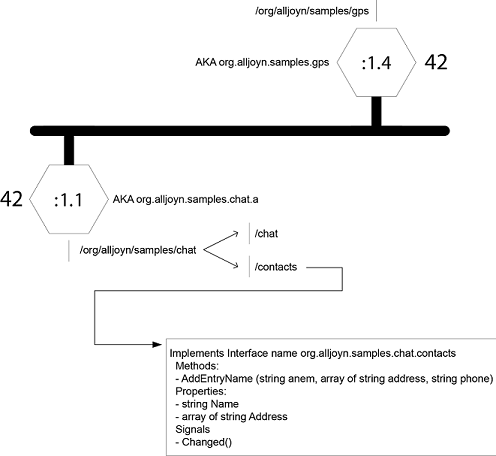 /org/alljoyn/samples/gps
AKA org.alljoyn.samples.gps
:1.4
42
42
:1.1
AKA org.alljoyn.samples.chat.a
/org/alljoyn/samples/chat
/chat
/contacts
Implements Interface name org.alljoyn.samples.chat.contacts
Methods:
- AddEntryName (string anem, array of string address, string phone)
Properties:
- string Name
- array of string Address
Signals
- Changed()